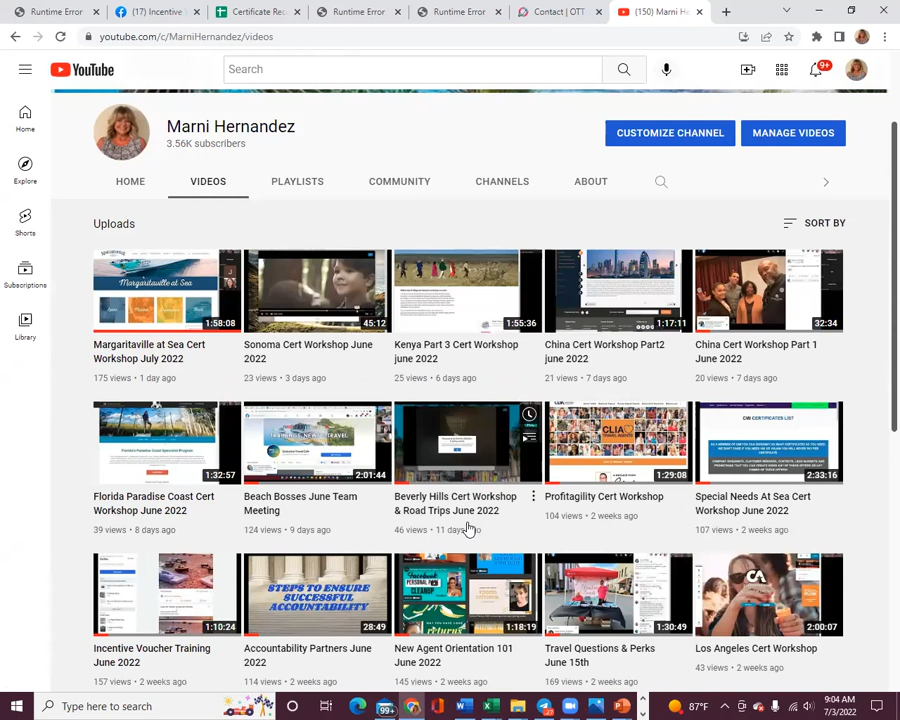 Runtime Error
(17) Incentive
Certificate Rec
Runtime Error
Runtime Error
Contact | OTT
(150) Marni H
youtube.com/c/MarniHernandez/videos
YouTube
Search
9+
Home
Explore
Shorts
Subscriptions
Library
Marni Hernandez
3.56K subscribers
CUSTOMIZE CHANNEL
MANAGE VIDEOS
HOME
VIDEOS
PLAYLISTS
COMMUNITY
CHANNELS
ABOUT
Uploads
SORT BY
Margaritaville at Sea
1:58:08
45:12
1:55:36
1:17:11
32:34
Margaritaville at Sea Cert
Workshop July 2022
175 views • 1 day ago
Sonoma Cert Workshop June
2022
23 views • 3 days ago
Kenya Part 3 Cert Workshop
june 2022
25 views • 6 days ago
China Cert Workshop Part2
june 2022
21 views • 7 days ago
China Cert Workshop Part 1
June 2022
20 views • 7 days ago
1:32:57
2:01:44
CLIA
TRAVEL AGENTS
1:29:08
CW CERTIFICATES LIST
2:33:16
Florida Paradise Coast Cert
Workshop June 2022
39 views • 8 days ago
Beach Bosses June Team
Meeting
124 views • 9 days ago
Beverly Hills Cert Workshop
& Road Trips June 2022
46 views • 11 days ago
Profitagility Cert Workshop
104 views • 2 weeks ago
Special Needs At Sea Cert
Workshop June 2022
107 views • 2 weeks ago
1:10:24
STEPS TO ENSURE
SUCCESSFUL
ACCOUNTABILITY
28:49
1:18:19
1:30:49
CA
2:00:07
Incentive Voucher Training
June 2022
157 views • 2 weeks ago
Accountability Partners June
2022
114 views • 2 weeks ago
New Agent Orientation 101
June 2022
145 views • 2 weeks ago
Travel Questions & Perks
June 15th
169 views • 2 weeks ago
Los Angeles Cert Workshop
43 views • 2 weeks ago
Type here to search
99+
87°F
9:04 AM
7/3/2022